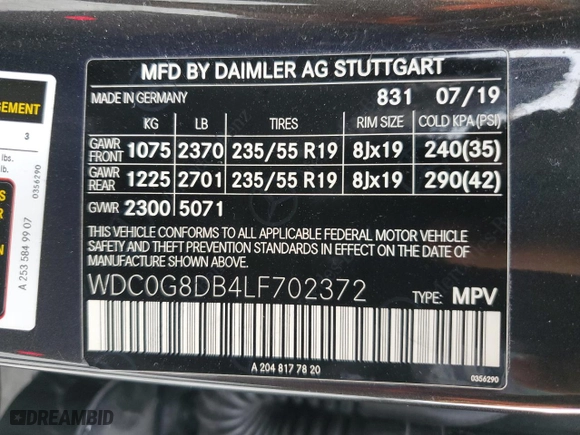 MFD BY DAIMLER AG STUTTGART
MADE IN GERMANY 831 07/19
KG LB TIRES RIM SIZE COLD KPA (PSI)
GAWR FRONT 1075 2370 235/55 R19 8Jx19 240(35)
GAWR REAR 1225 2701 235/55 R19 8Jx19 290(42)
GVWR 2300 5071
THIS VEHICLE CONFORMS TO ALL APPLICABLE FEDERAL MOTOR VEHICLE
SAFETY AND THEFT PREVENTION STANDARDS IN EFFECT ON THE DATE OF
MANUFACTURE SHOWN ABOVE.
WDC0G8DB4LF702372 TYPE: MPV
A 204 817 78 20
0356290
3
lbs.
0356290
A 253 584 99 07
DREAMBID